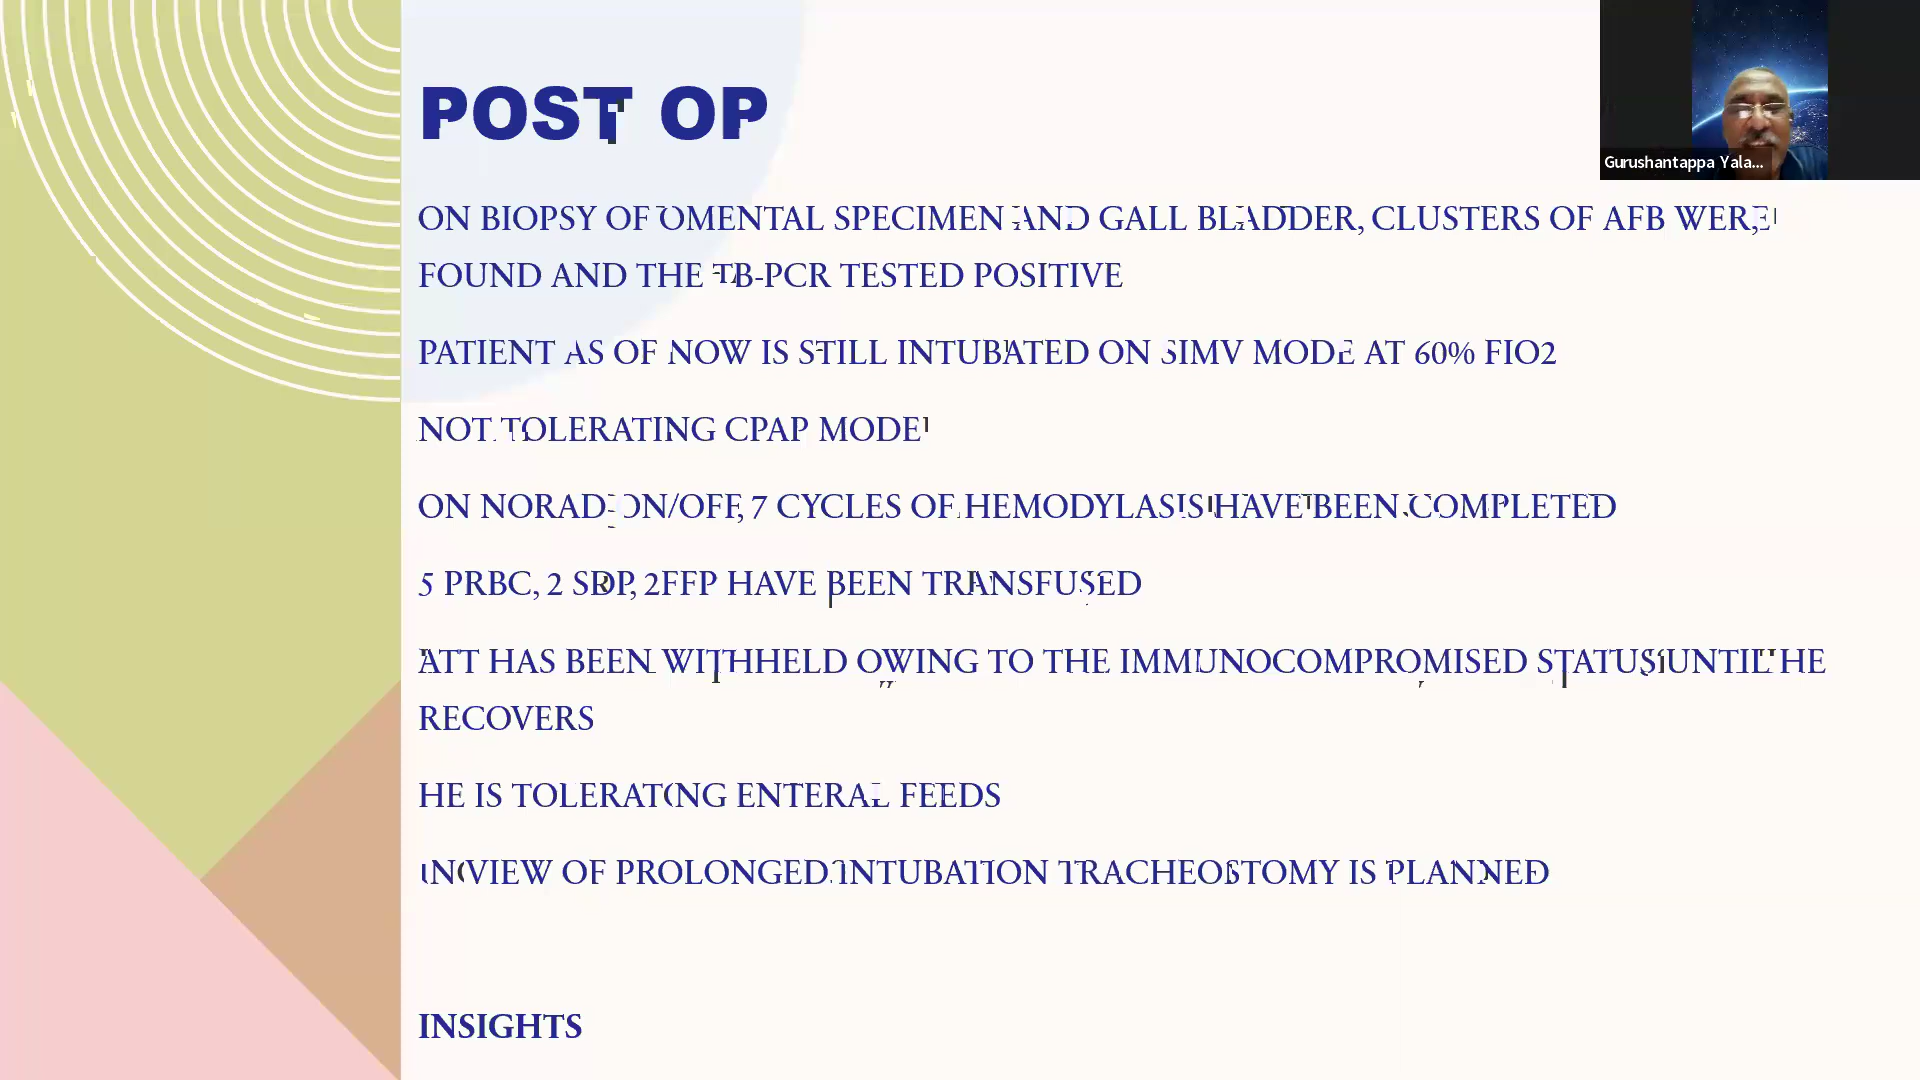 POST OP
Gurushantappa Yala...
ON BIOPSY OF OMENTAL SPECIMEN AND GALL BLADDER, CLUSTERS OF AFB WERE
FOUND AND THE TB-PCR TESTED POSITIVE
PATIENT AS OF NOW IS STILL INTUBATED ON SIMV MODE AT 60% FIO2
NOT TOLERATING CPAP MODE
ON NORAD ON/OFF, 7 CYCLES OF HEMODYLASIS HAVE BEEN COMPLETED
5 PRBC, 2 SDP, 2FFP HAVE BEEN TRANSFUSED
ATT HAS BEEN WITHHELD OWING TO THE IMMUNOCOMPROMISED STATUS UNTIL HE
RECOVERS
HE IS TOLERATING ENTERAL FEEDS
IN VIEW OF PROLONGED INTUBATION TRACHEOSTOMY IS PLANNED
INSIGHTS